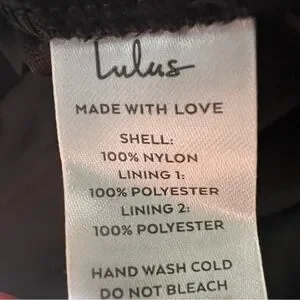 Lulus
MADE WITH LOVE
SHELL:
100% NYLON
LINING 1:
100% POLYESTER
LINING 2:
100% POLYESTER
HAND WASH COLD
DO NOT BLEACH